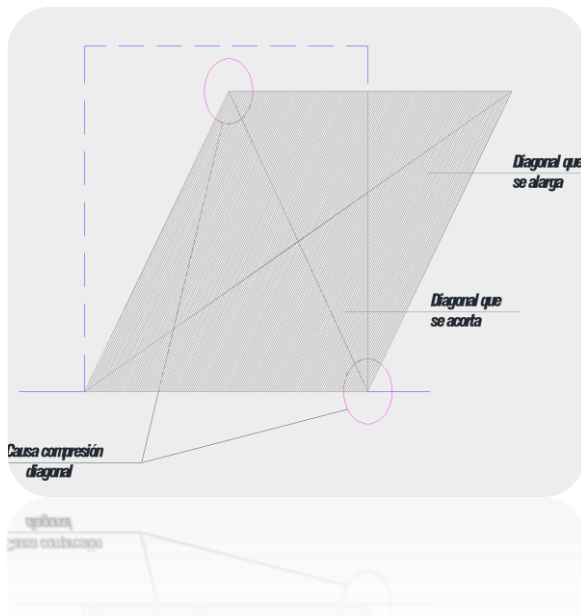 Diagonal que
se alarga
Diagonal que
se acorta
Causa compresión
diagonal